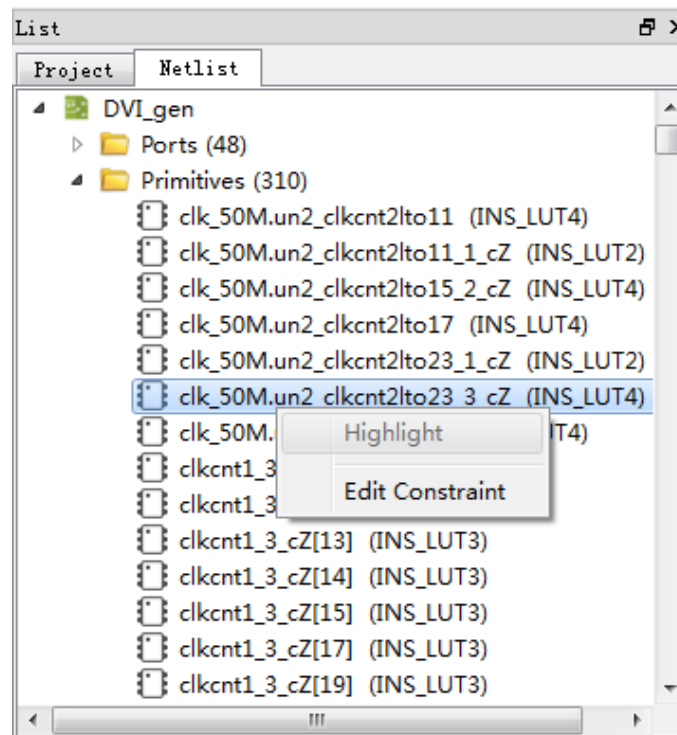 List
Project Netlist
DVI_gen
Ports (48)
Primitives (310)
clk_50M.un2_clkcnt2lto11 (INS_LUT4)
clk_50M.un2_clkcnt2lto11_1_cZ (INS_LUT2)
clk_50M.un2_clkcnt2lto15_2_cZ (INS_LUT4)
clk_50M.un2_clkcnt2lto17 (INS_LUT4)
clk_50M.un2_clkcnt2lto23_1_cZ (INS_LUT2)
clk_50M.un2_clkcnt2lto23_3_cZ (INS_LUT4)
clk_50M. Highlight T4)
clkcnt1_3
clkcnt1_3 Edit Constraint
clkcnt1_3_cZ[13] (INS_LUT3)
clkcnt1_3_cZ[14] (INS_LUT3)
clkcnt1_3_cZ[15] (INS_LUT3)
clkcnt1_3_cZ[17] (INS_LUT3)
clkcnt1_3_cZ[19] (INS_LUT3)